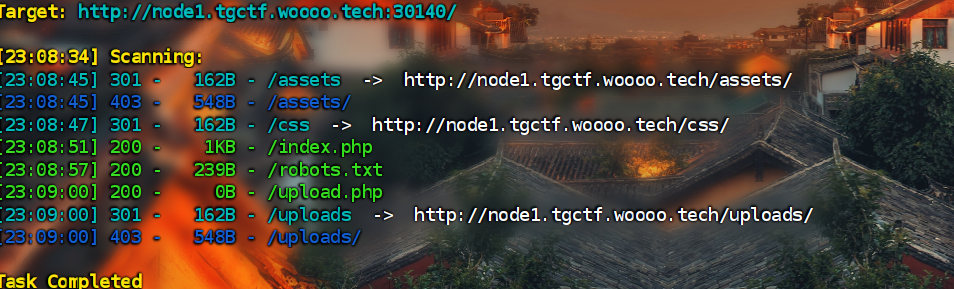 Target: http://node1.tgctf.woooo.tech:30140/
[23:08:34] Scanning:
[23:08:45] 301 -   162B - /assets  ->  http://node1.tgctf.woooo.tech/assets/
[23:08:45] 403 -   548B - /assets/
[23:08:47] 301 -   162B - /css  ->  http://node1.tgctf.woooo.tech/css/
[23:08:51] 200 -     1KB - /index.php
[23:08:57] 200 -   239B - /robots.txt
[23:09:00] 200 -     0B - /upload.php
[23:09:00] 301 -   162B - /uploads  ->  http://node1.tgctf.woooo.tech/uploads/
[23:09:00] 403 -   548B - /uploads/
Task Completed